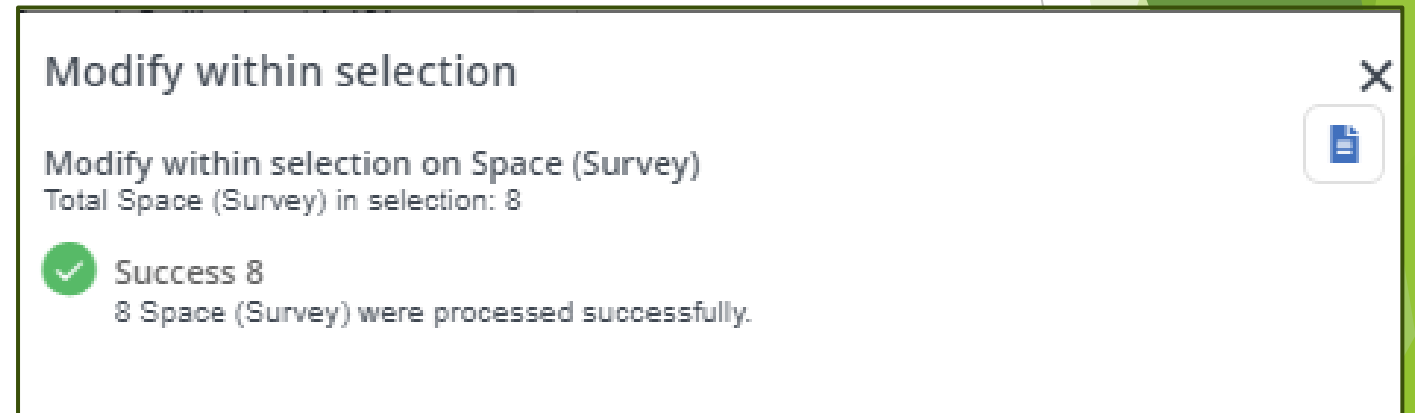 Modify within selection
Modify within selection on Space (Survey)
Total Space (Survey) in selection: 8
Success 8
8 Space (Survey) were processed successfully.